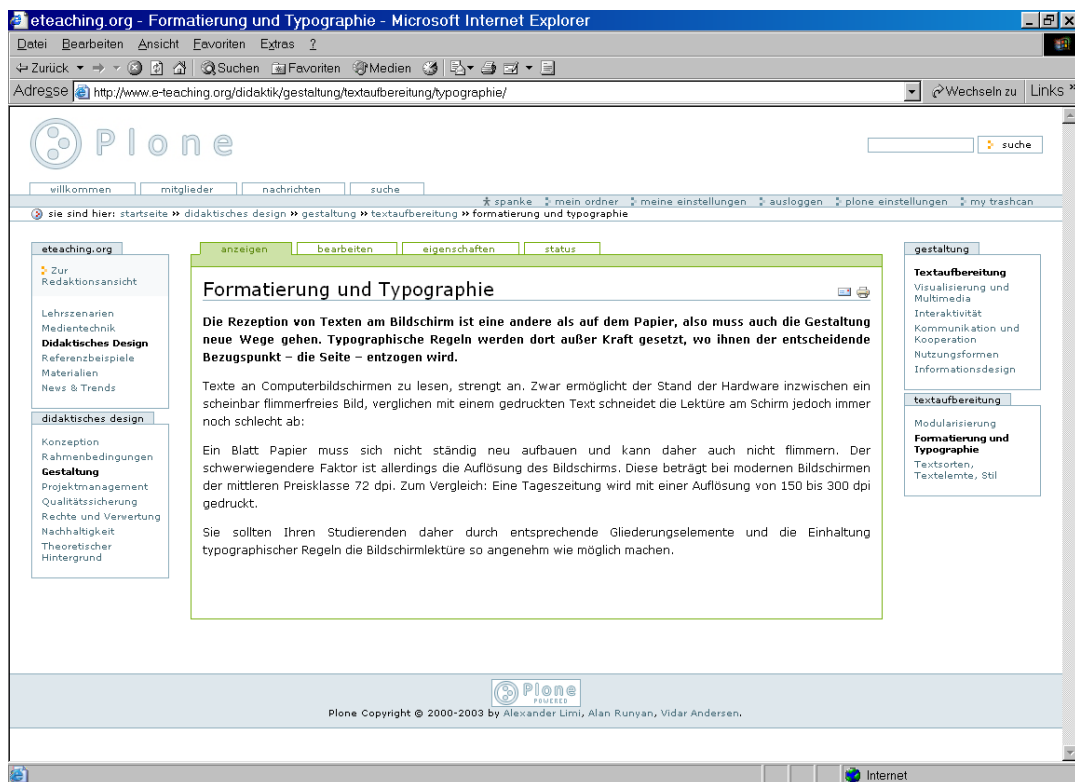 eteaching.org - Formatierung und Typographie - Microsoft Internet Explorer
Datei Bearbeiten Ansicht Favoriten Extras ?
Zurück Suchen Favoriten Medien
Adresse http://www.e-teaching.org/didaktik/gestaltung/textaufbereitung/typographie/ Wechseln zu Links »
Plone
suche
willkommen mitglieder nachrichten suche
spanke mein ordner meine einstellungen ausloggen plone einstellungen my trashcan
sie sind hier: startseite » didaktisches design » gestaltung » textaufbereitung » formatierung und typographie
eteaching.org
Zur
Redaktionsansicht
Lehrszenarien
Medientechnik
Didaktisches Design
Referenzbeispiele
Materialien
News & Trends
didaktisches design
Konzeption
Rahmenbedingungen
Gestaltung
Projektmanagement
Qualitätssicherung
Rechte und Verwertung
Nachhaltigkeit
Theoretischer
Hintergrund
anzeigen bearbeiten eigenschaften status
Formatierung und Typographie
Die Rezeption von Texten am Bildschirm ist eine andere als auf dem Papier, also muss auch die Gestaltung
neue Wege gehen. Typographische Regeln werden dort außer Kraft gesetzt, wo ihnen der entscheidende
Bezugspunkt – die Seite – entzogen wird.
Texte an Computerbildschirmen zu lesen, strengt an. Zwar ermöglicht der Stand der Hardware inzwischen ein
scheinbar flimmerfreies Bild, verglichen mit einem gedruckten Text schneidet die Lektüre am Schirm jedoch immer
noch schlecht ab:
Ein Blatt Papier muss sich nicht ständig neu aufbauen und kann daher auch nicht flimmern. Der
schwerwiegendere Faktor ist allerdings die Auflösung des Bildschirms. Diese beträgt bei modernen Bildschirmen
der mittleren Preisklasse 72 dpi. Zum Vergleich: Eine Tageszeitung wird mit einer Auflösung von 150 bis 300 dpi
gedruckt.
Sie sollten Ihren Studierenden daher durch entsprechende Gliederungselemente und die Einhaltung
typographischer Regeln die Bildschirmlektüre so angenehm wie möglich machen.
gestaltung
Textaufbereitung
Visualisierung und
Multimedia
Interaktivität
Kommunikation und
Kooperation
Nutzungsformen
Informationsdesign
textaufbereitung
Modularisierung
Formatierung und
Typographie
Textsorten,
Textelemte, Stil
Plone
POWERED
Plone Copyright © 2000-2003 by Alexander Limi, Alan Runyan, Vidar Andersen.
Internet